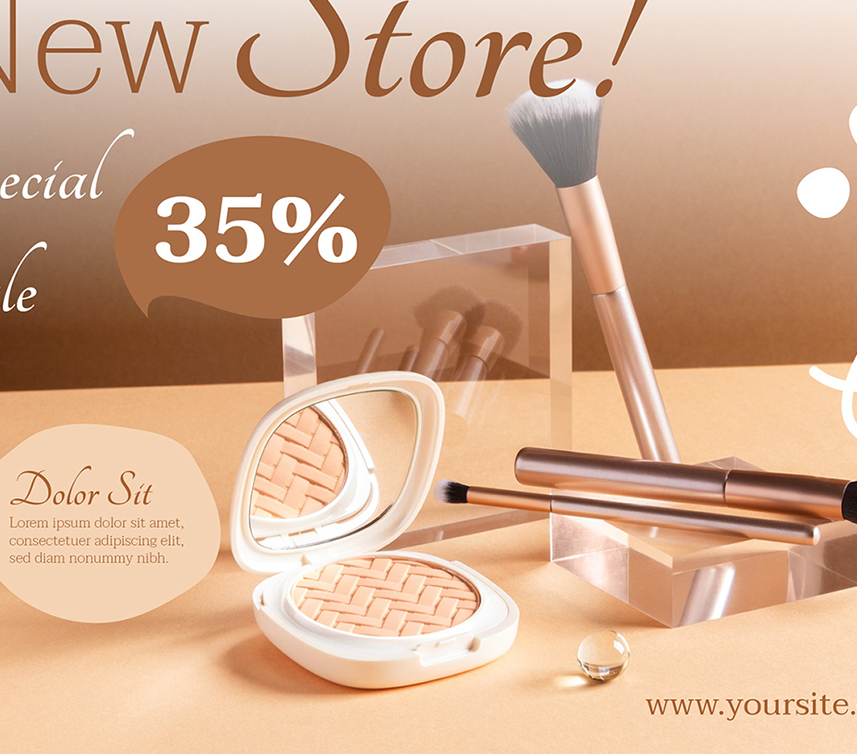 New Store!
ecial
le
35%
Dolor Sit
Lorem ipsum dolor sit amet,
consectetuer adipiscing elit,
sed diam nonummy nibh.
www.yoursite.